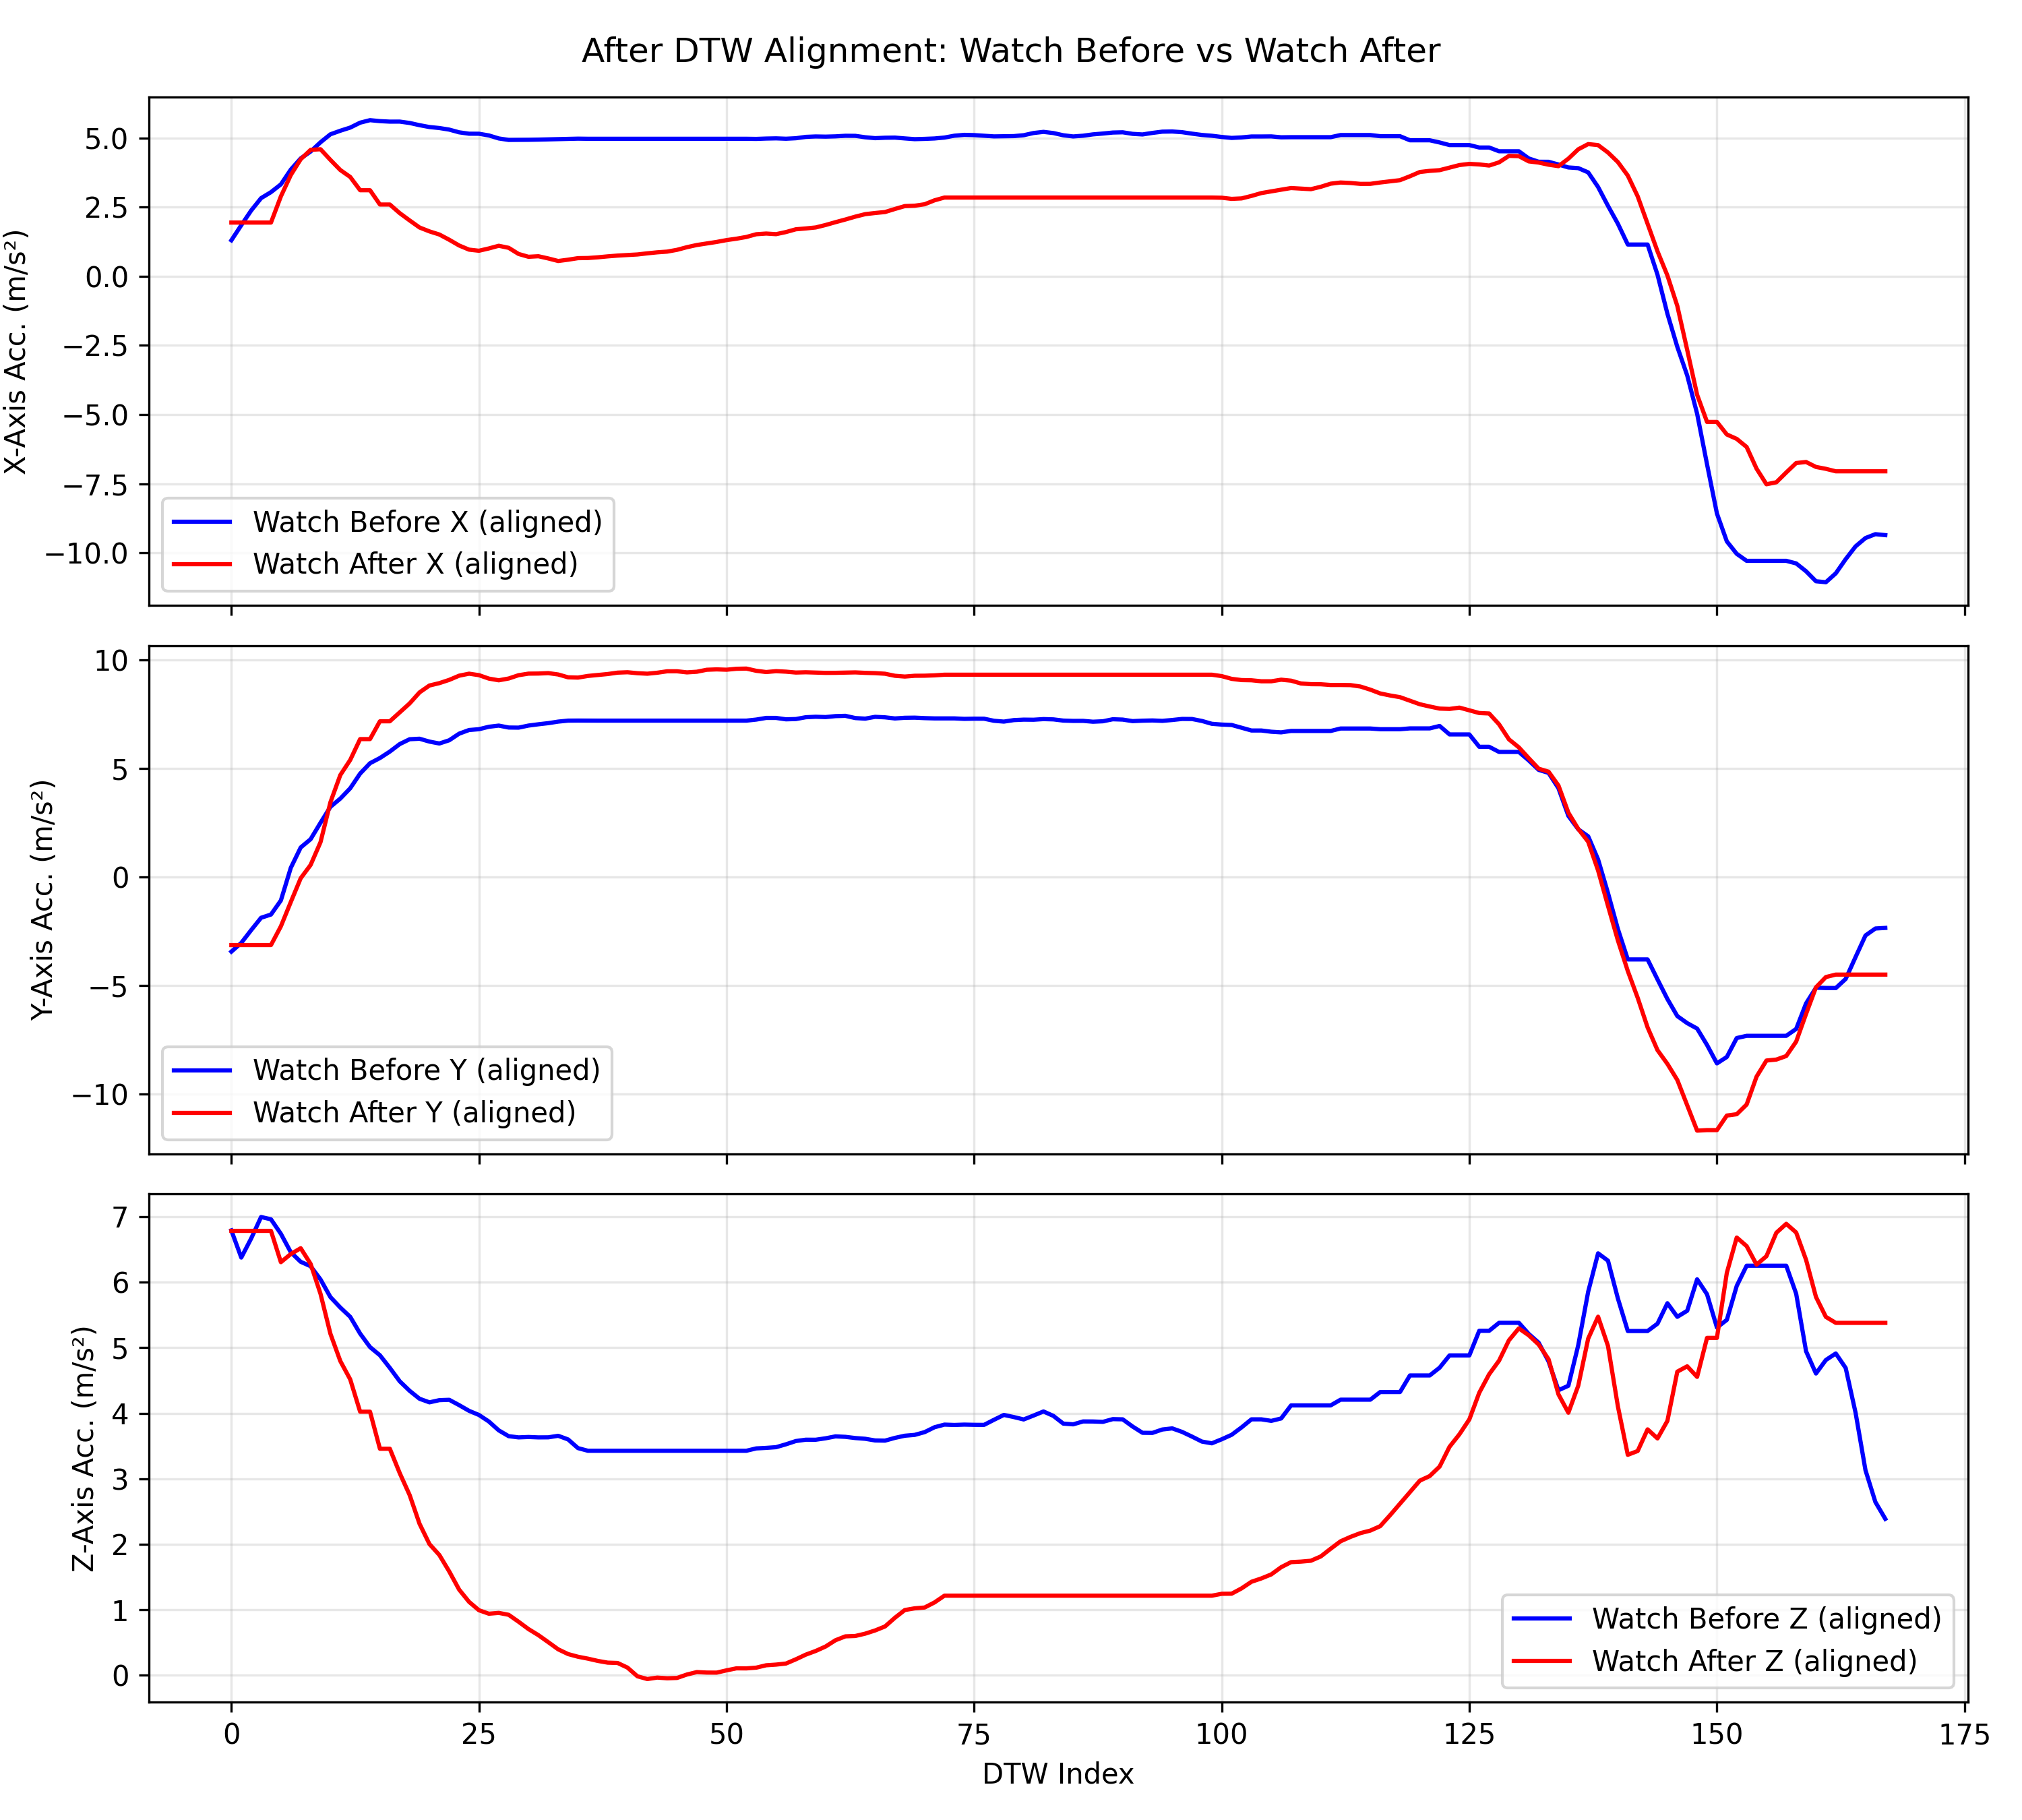 After DTW Alignment: Watch Before vs Watch After
X-Axis Acc. (m/s²)
5.0
2.5
0.0
−2.5
−5.0
−7.5
−10.0
Watch Before X (aligned)
Watch After X (aligned)
Y-Axis Acc. (m/s²)
10
5
0
−5
−10
Watch Before Y (aligned)
Watch After Y (aligned)
Z-Axis Acc. (m/s²)
7
6
5
4
3
2
1
0
Watch Before Z (aligned)
Watch After Z (aligned)
0 25 50 75 100 125 150 175
DTW Index